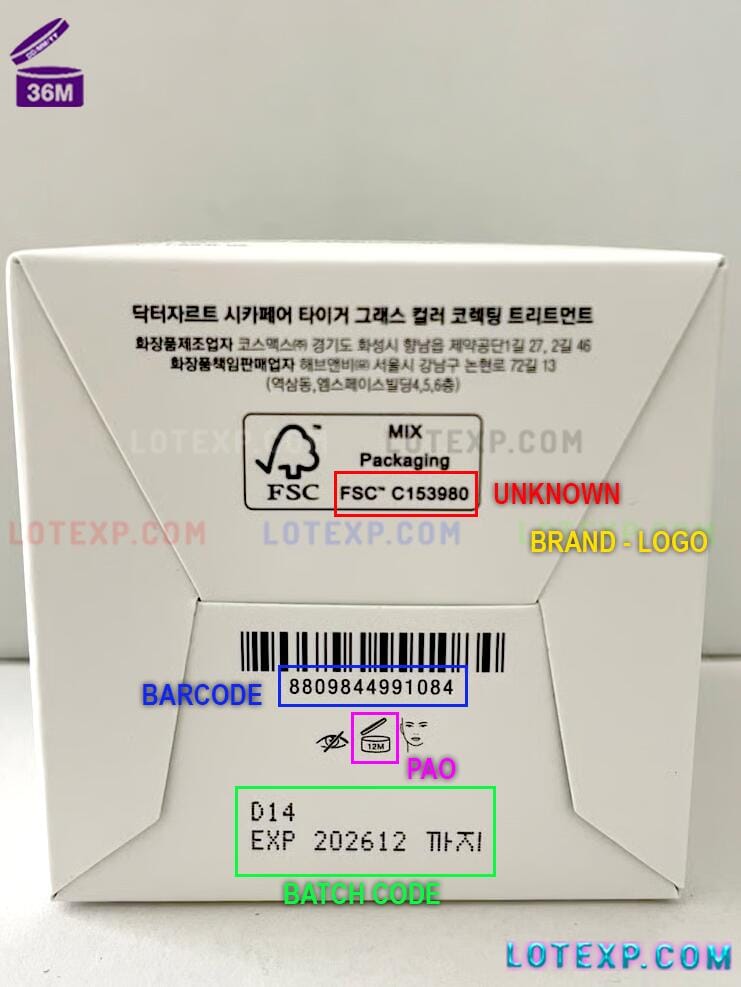 DD/MM/YY
36M
닥터자르트 시카페어 타이거 그래스 컬러 코렉팅 트리트먼트
화장품제조업자 코스맥스㈜ 경기도 화성시 향남읍 제약공단1길 27, 2길 46
화장품책임판매업자 해브앤비㈜ 서울시 강남구 논현로 72길 13
(역삼동,엠스페이스빌딩4,5,6층)
LOTEXP.COM LOTEXP.COM
MIX
Packaging
FSC FSC™ C153980 UNKNOWN
LOTEXP.COM LOTEXP.COM
BRAND - LOGO
BARCODE 8809844991084
12M
PAO
D14
EXP 202612 까지
BATCH CODE
LOTEXP.COM